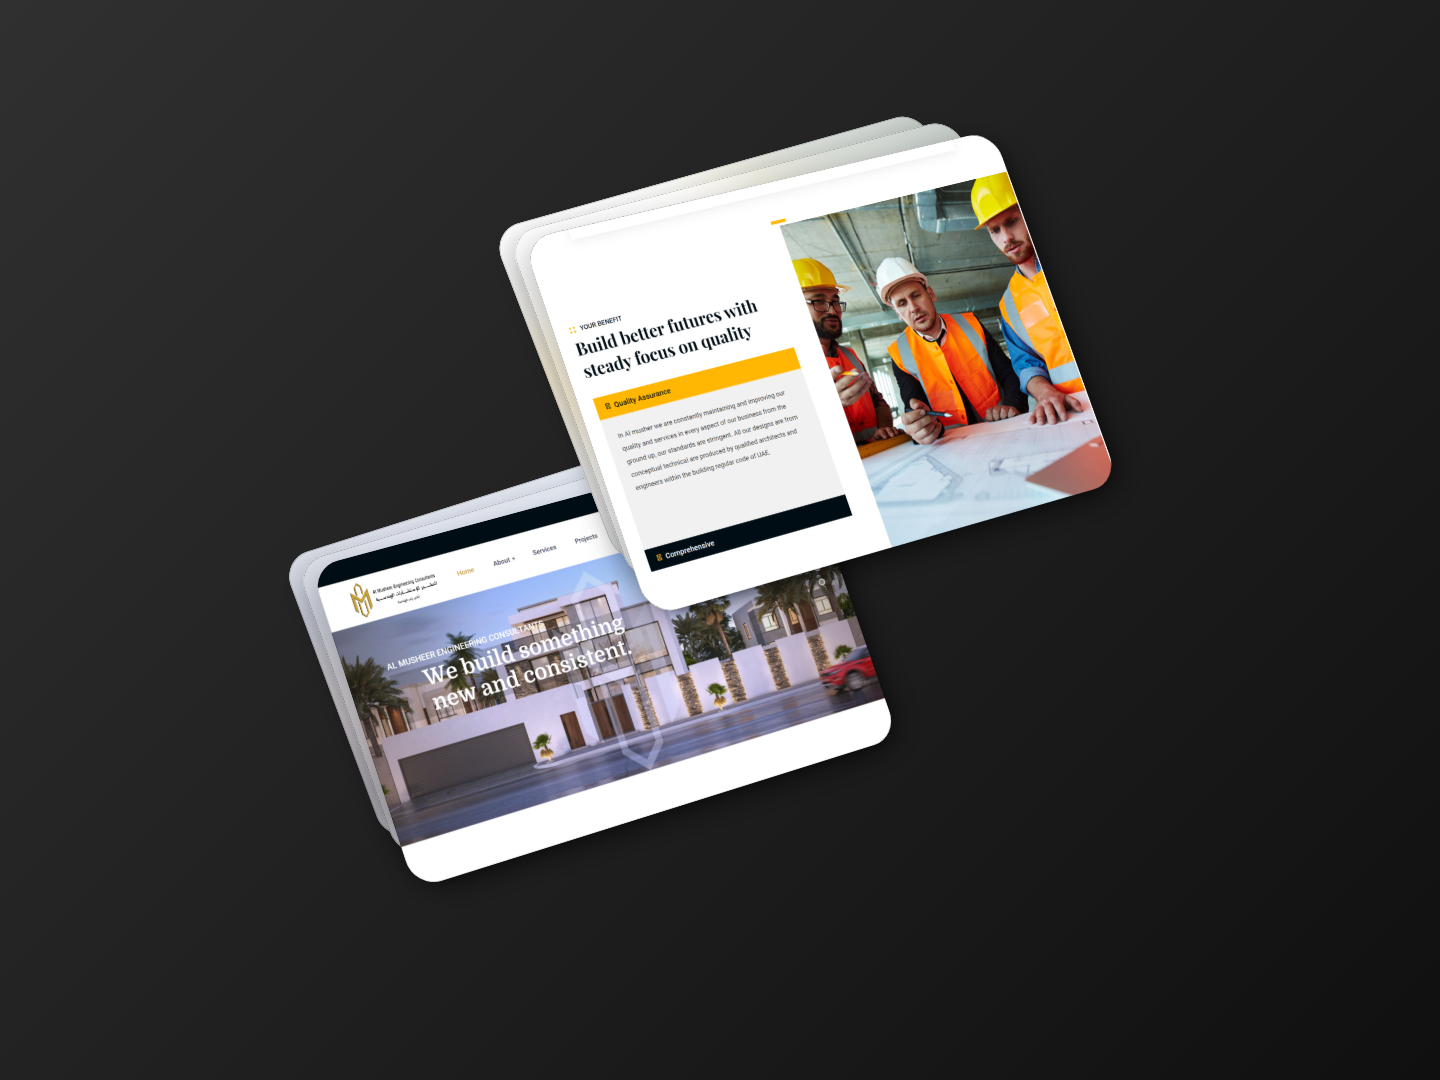 YOUR BENEFIT
Build better futures with
steady focus on quality
Quality Assurance
In Al musher we are constantly maintaining and improving our
quality and services in every aspect of our business from the
ground up, our standards are stringent. All our designs are from
conceptual technical are produced by qualified architects and
engineers within the building regular code of UAE.
Comprehensive
Al Musheer Engineering Consultants
Home About Services Projects
AL MUSHEER ENGINEERING CONSULTANTS
We build something
new and consistent.